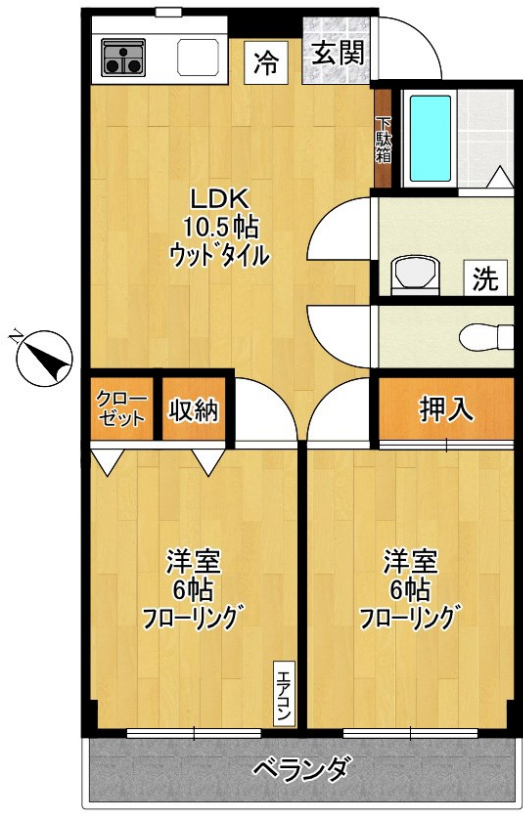 冷
玄関
下駄箱
LDK
10.5帖
ウッドタイル
洗
N
クロー
ゼット
収納
押入
洋室
6帖
フローリング
洋室
6帖
フローリング
エアコン
ベランダ